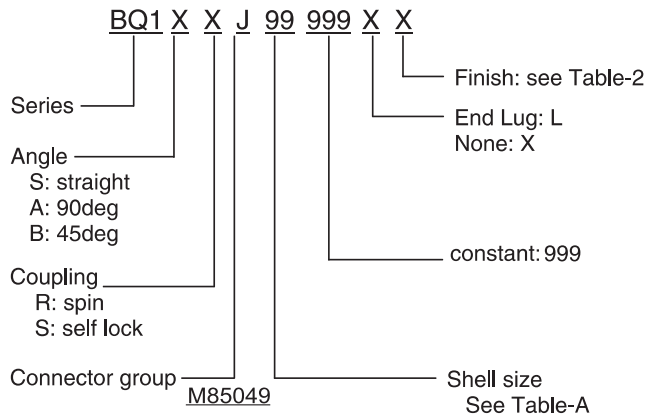 BQ1 X X J 99 999 X X
Finish: see Table-2
Series
End Lug: L
None: X
Angle
S: straight
A: 90deg
B: 45deg
constant: 999
Coupling
R: spin
S: self lock
Connector group
M85049
Shell size
See Table-A